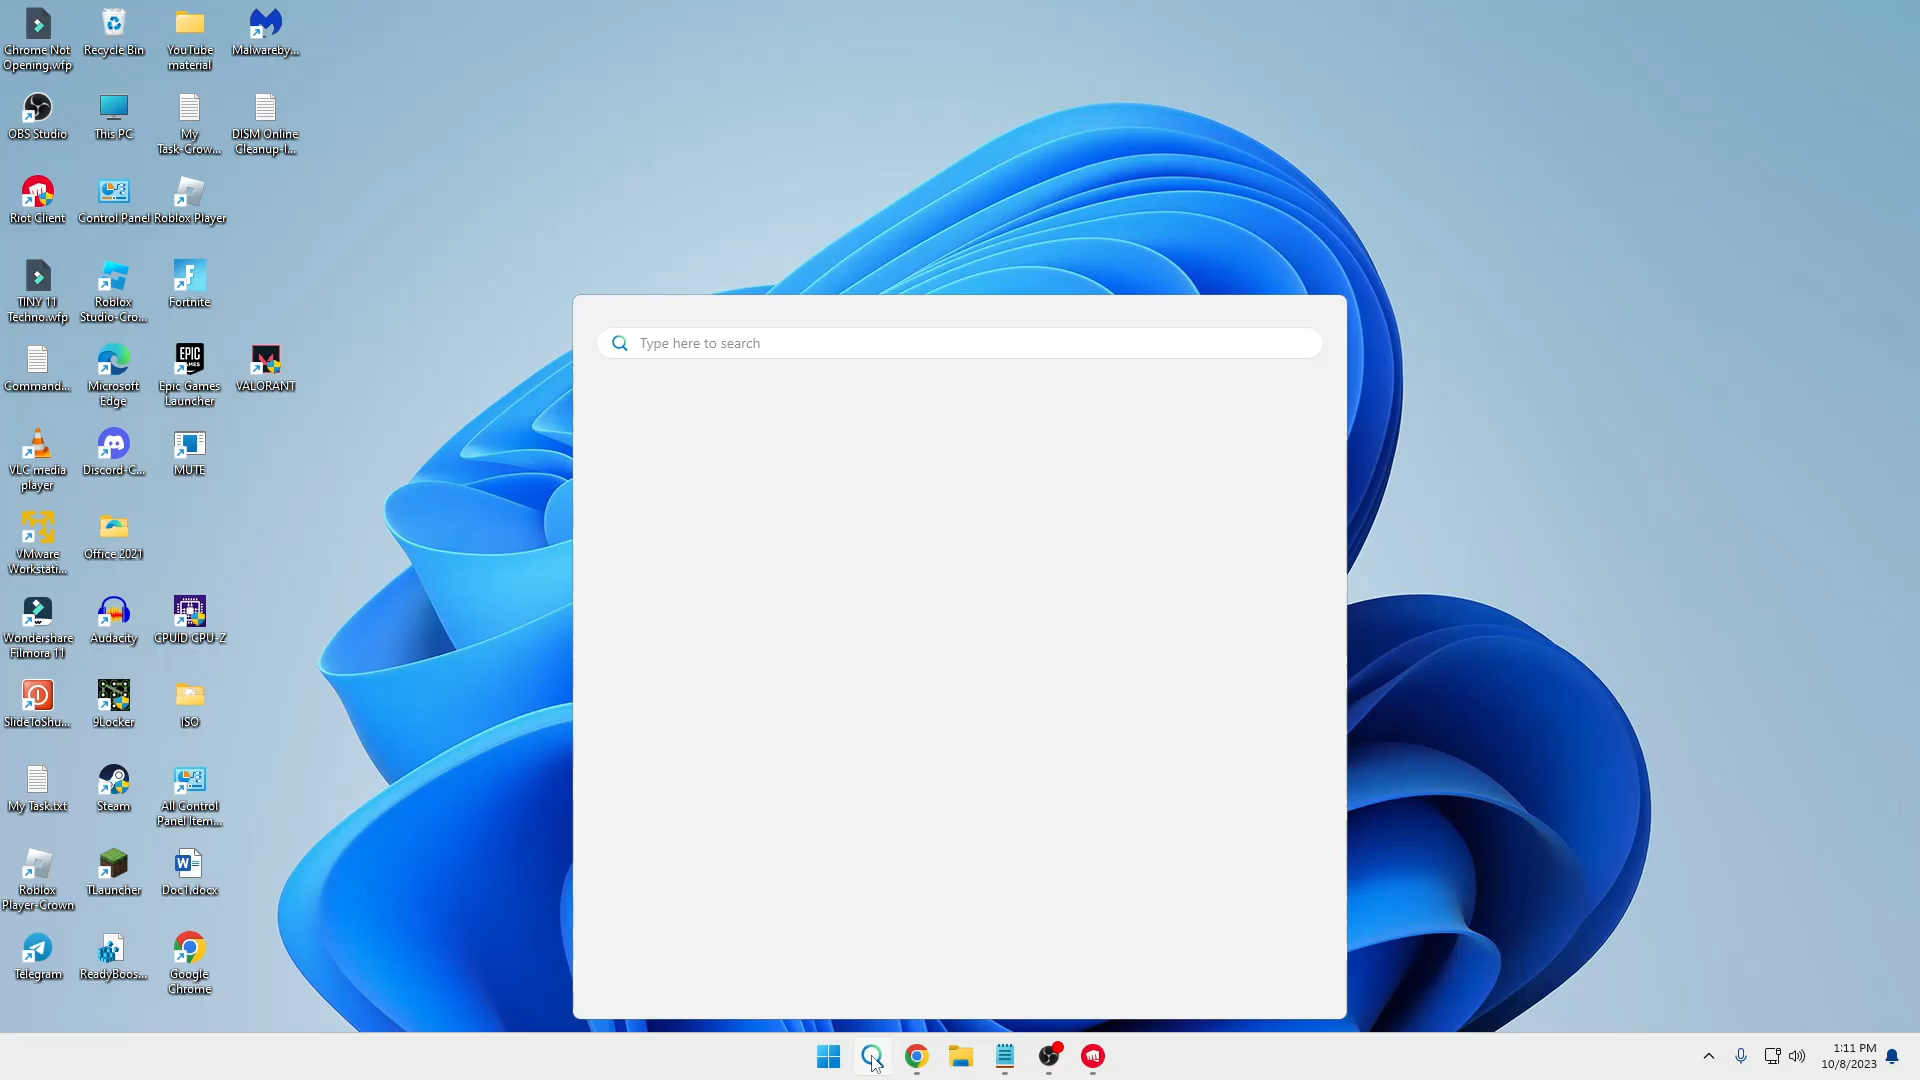 Chrome Not
Opening.wfp
Recycle Bin
YouTube
material
Malwareby...
OBS Studio
This PC
My
Task-Crow...
DISM Online
Cleanup-I...
Riot Client
Control Panel
Roblox Player
TINY 11
Techno.wfp
Roblox
Studio-Cro...
Fortnite
Command...
Microsoft
Edge
EPIC
GAMES
Epic Games
Launcher
VALORANT
VLC media
player
Discord-C...
MUTE
VMware
Workstati...
Office 2021
Wondershare
Filmora 11
Audacity
CPUID CPU-Z
SlideToShu...
9Locker
ISO
My Task.txt
Steam
All Control
Panel Item...
Roblox
Player-Crown
TLauncher
Doc1.docx
Telegram
ReadyBoos...
Google
Chrome
Type here to search
1:11 PM
10/8/2023